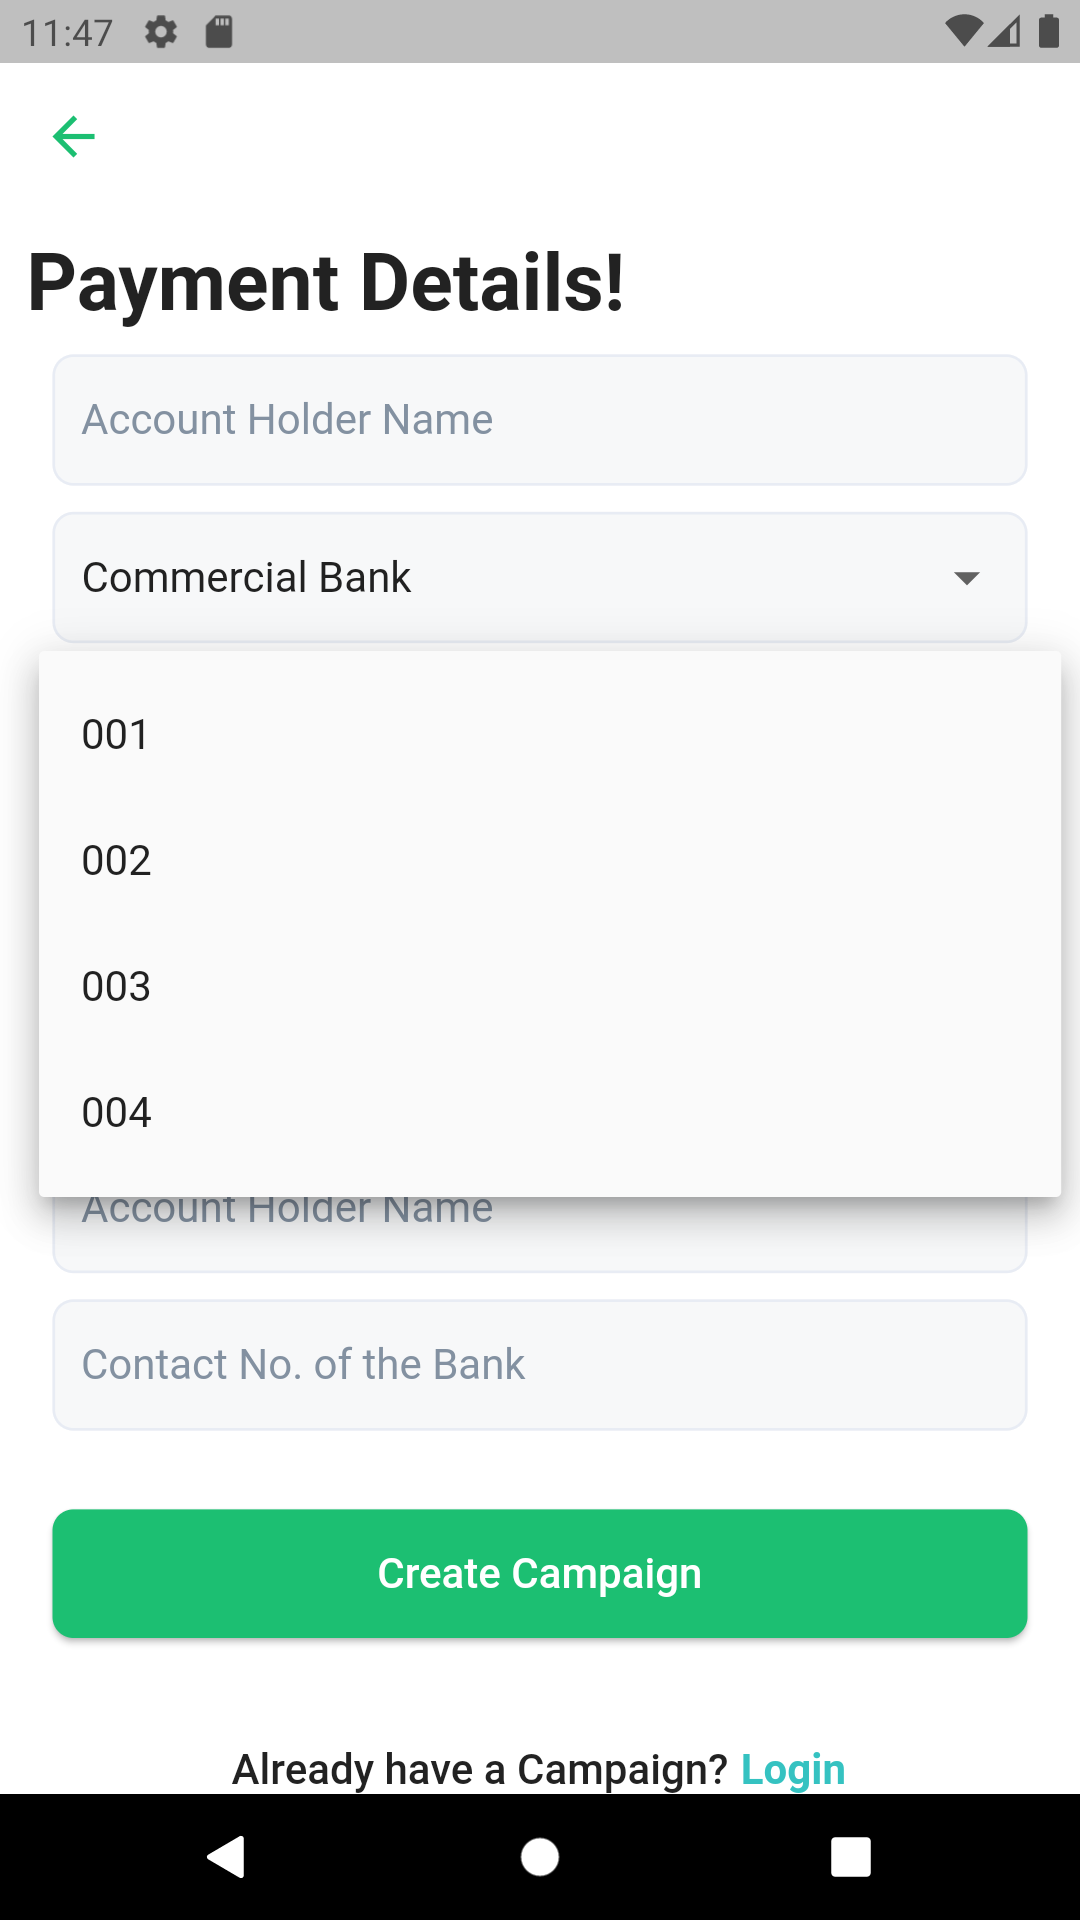 11:47
Payment Details!
Account Holder Name
Commercial Bank
001
002
003
004
Account Holder Name
Contact No. of the Bank
Create Campaign
Already have a Campaign? Login